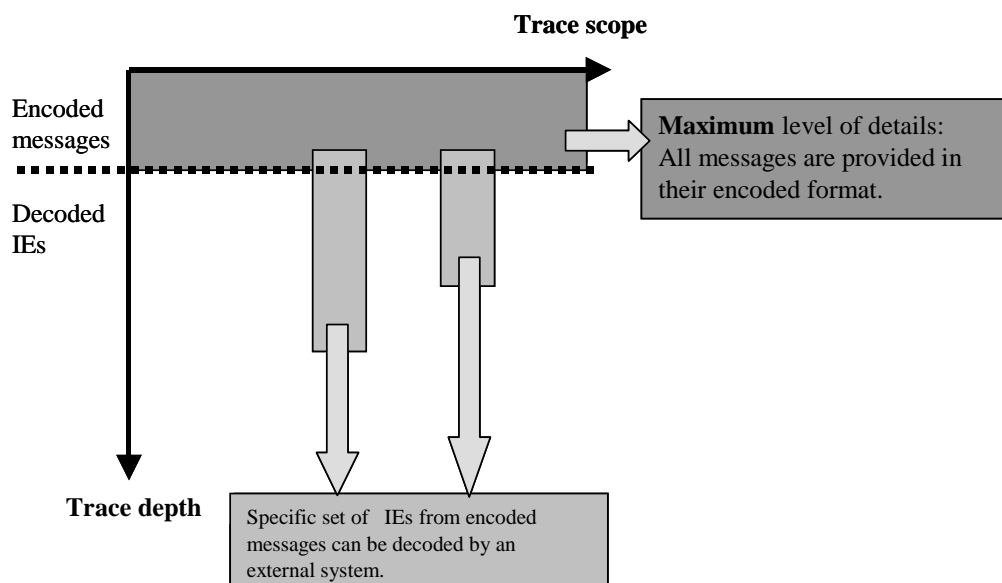 Trace scope
Encoded
messages
Maximum level of details:
All messages are provided in
their encoded format.
Decoded
IEs
Trace depth
Specific set of IEs from encoded
messages can be decoded by an
external system.